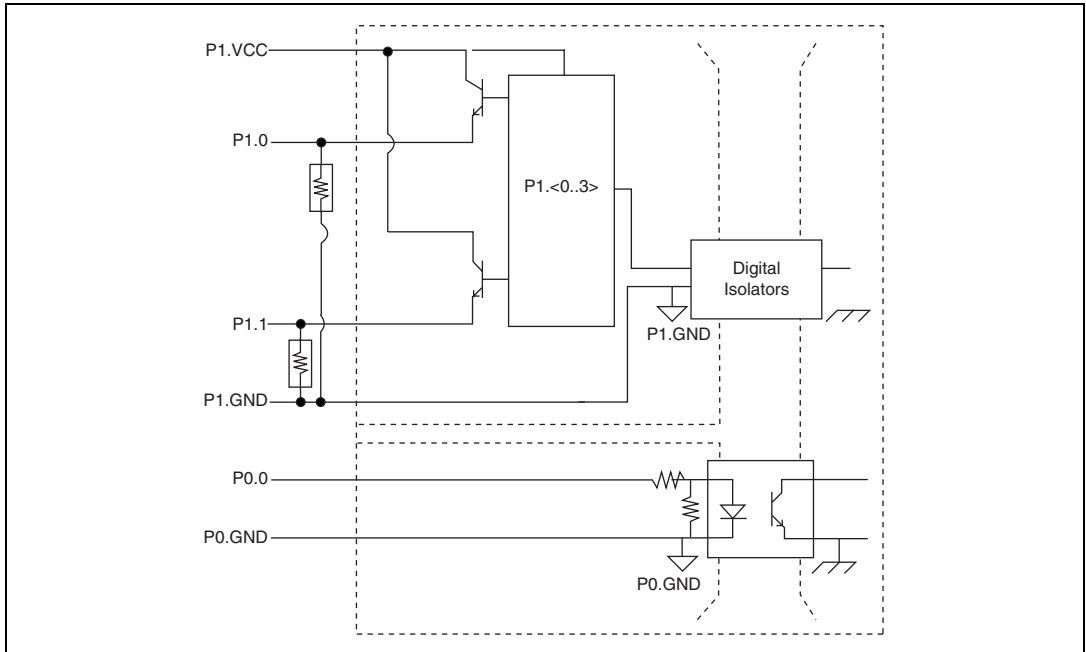 P1.VCC
P1.0
P1.<0..3>
Digital
Isolators
P1.GND
P1.1
P1.GND
P0.0
P0.GND
P0.GND